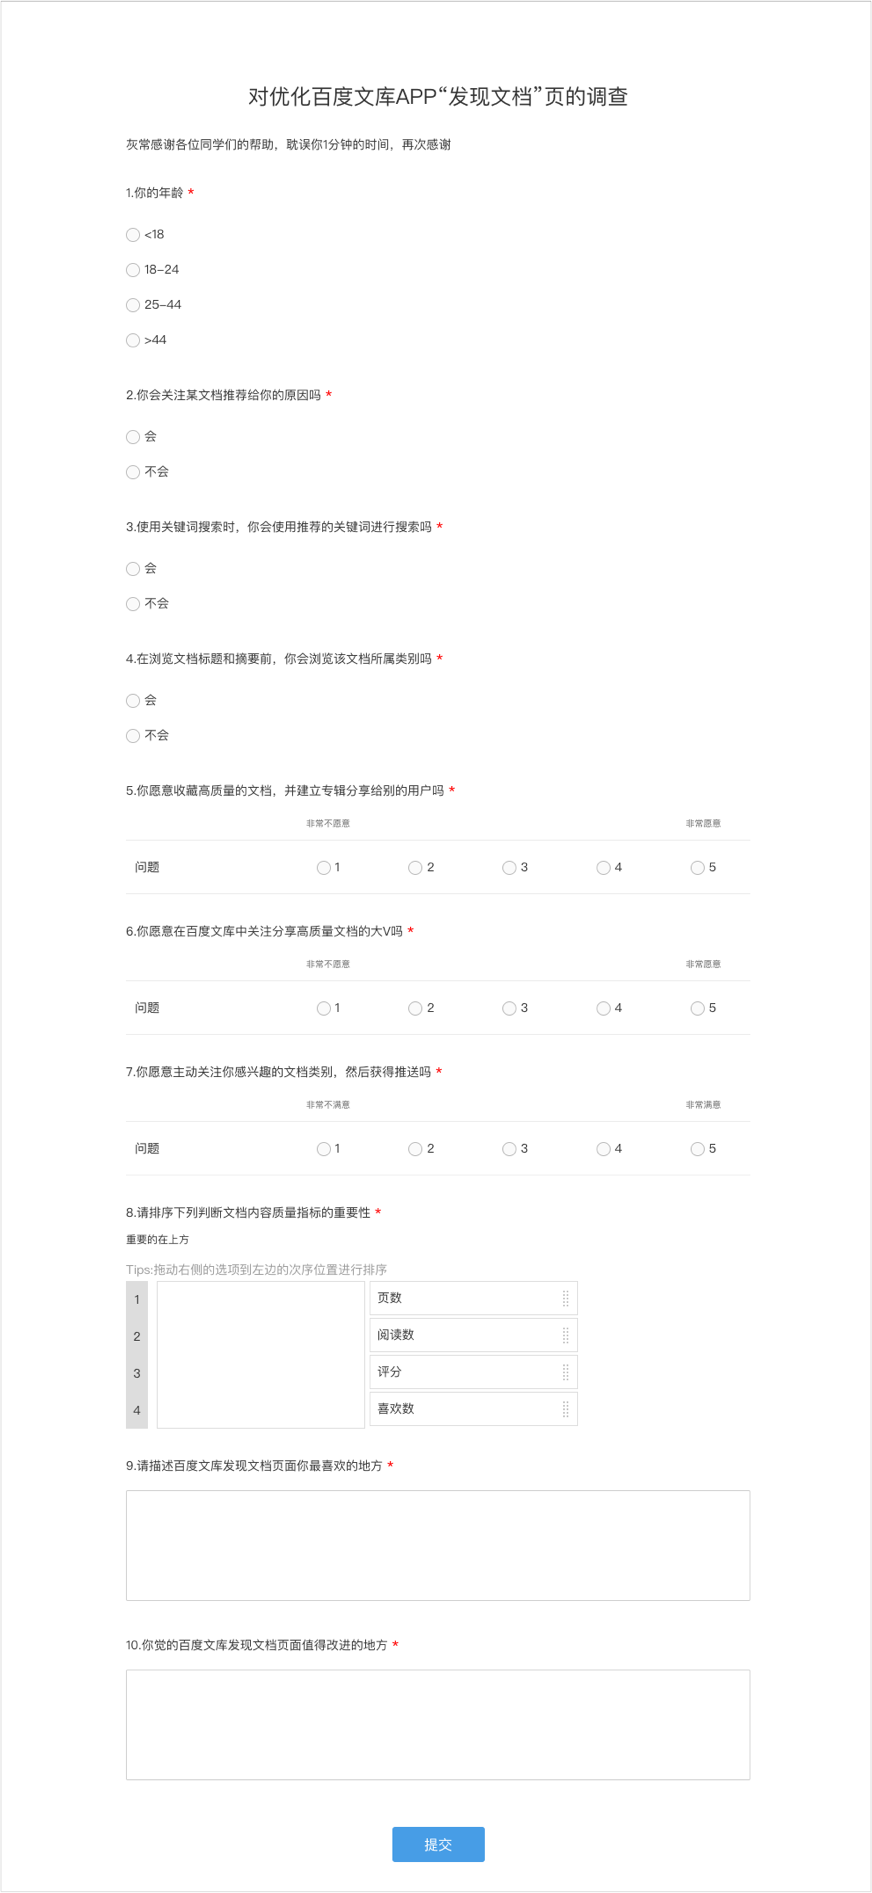 对优化百度文库APP“发现文档”页的调查
灰常感谢各位同学们的帮助，耽误你1分钟的时间，再次感谢
1.你的年龄 *
<18
18-24
25-44
>44
2.你会关注某文档推荐给你的原因吗 *
会
不会
3.使用关键词搜索时，你会使用推荐的关键词进行搜索吗 *
会
不会
4.在浏览文档标题和摘要前，你会浏览该文档所属类别吗 *
会
不会
5.你愿意收藏高质量的文档，并建立专辑分享给别的用户吗 *
非常不愿意 非常愿意
问题 1 2 3 4 5
6.你愿意在百度文库中关注分享高质量文档的大V吗 *
非常不愿意 非常愿意
问题 1 2 3 4 5
7.你愿意主动关注你感兴趣的文档类别，然后获得推送吗 *
非常不满意 非常满意
问题 1 2 3 4 5
8.请排序下列判断文档内容质量指标的重要性 *
重要的在上方
Tips:拖动右侧的选项到左边的次序位置进行排序
1 页数
2 阅读数
3 评分
4 喜欢数
9.请描述百度文库发现文档页面你最喜欢的地方 *
10.你觉的百度文库发现文档页面值得改进的地方 *
提交